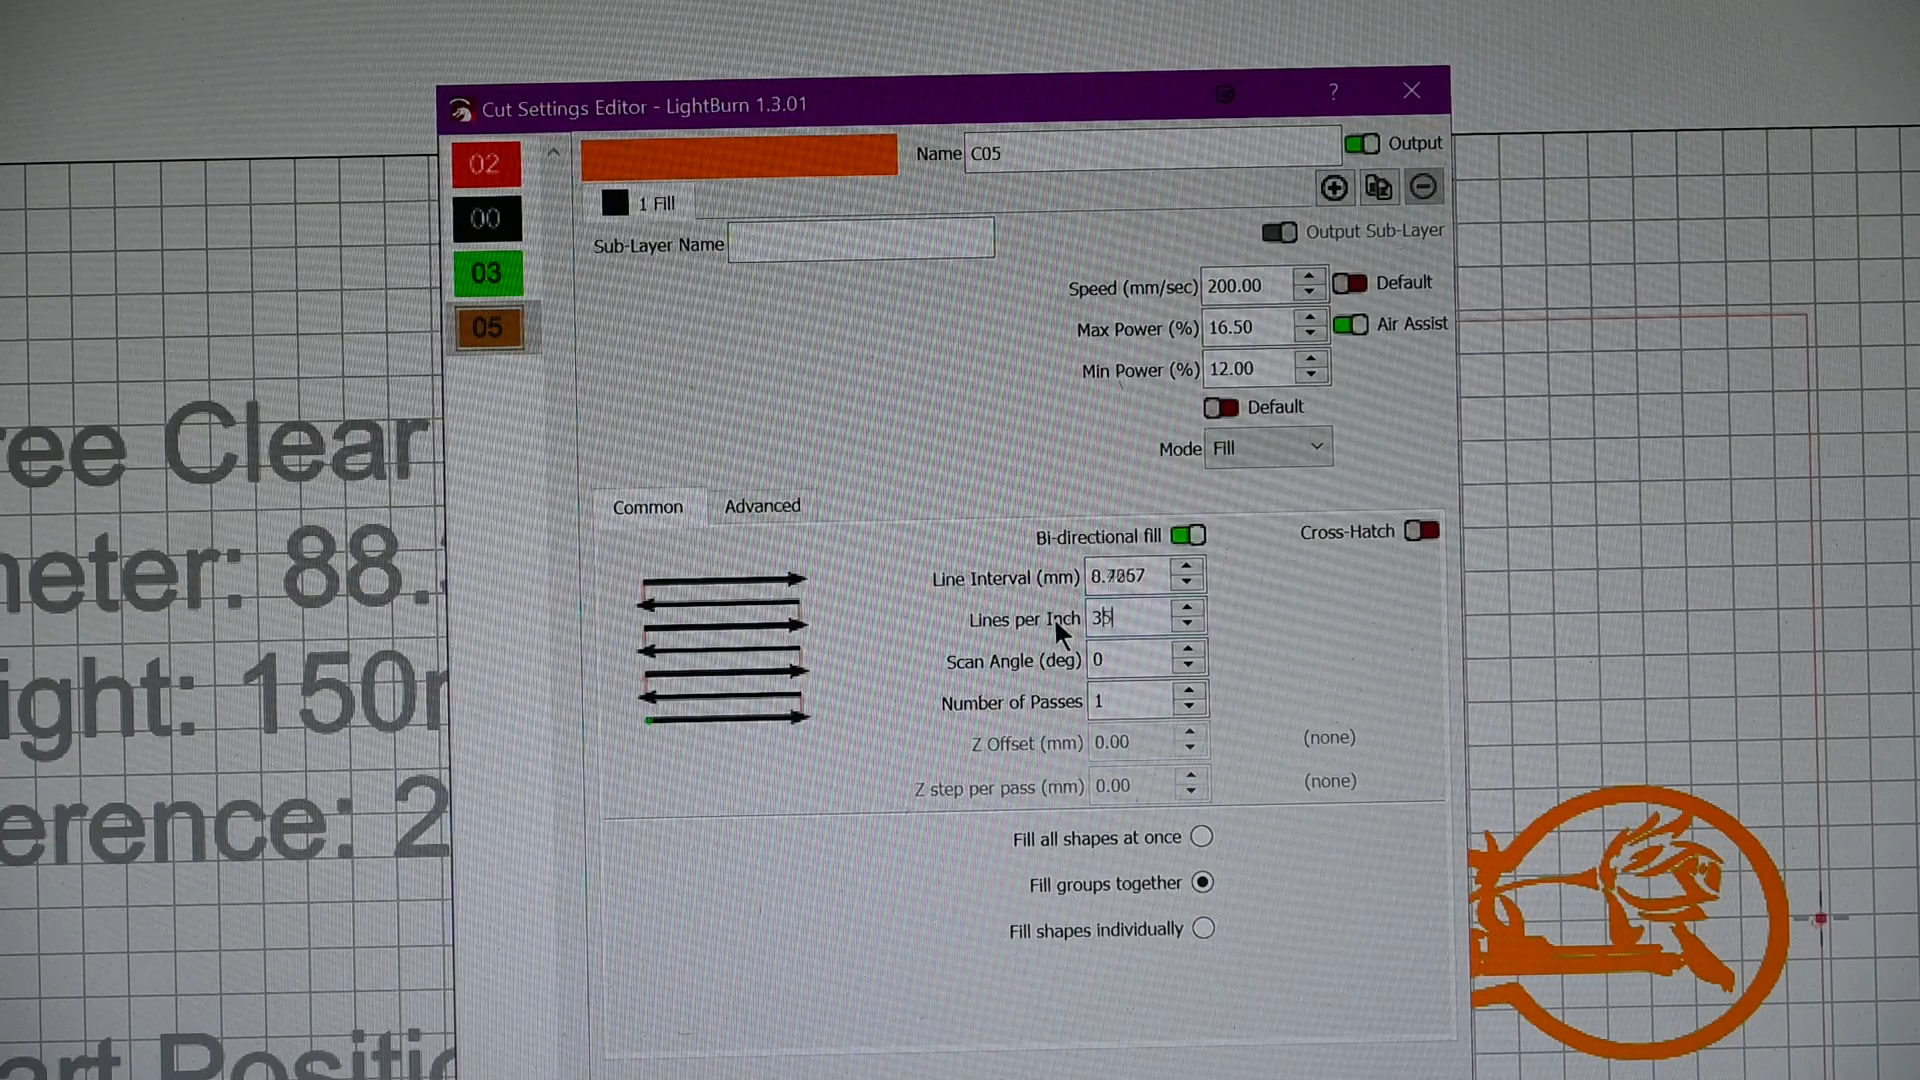 Cut Settings Editor - LightBurn 1.3.01
?
02
00
03
05
Name C05
Output
1 Fill
Sub-Layer Name
Output Sub-Layer
Speed (mm/sec) 200.00
Default
Max Power (%) 16.50
Air Assist
Min Power (%) 12.00
Default
Mode Fill
Common
Advanced
Bi-directional fill
Cross-Hatch
Line Interval (mm)
Lines per Inch
Scan Angle (deg) 0
Number of Passes 1
Z Offset (mm) 0.00
(none)
Z step per pass (mm) 0.00
(none)
Fill all shapes at once
Fill groups together
Fill shapes individually
ree Clear
meter: 88.
ight: 150
erence: 2
art Positi